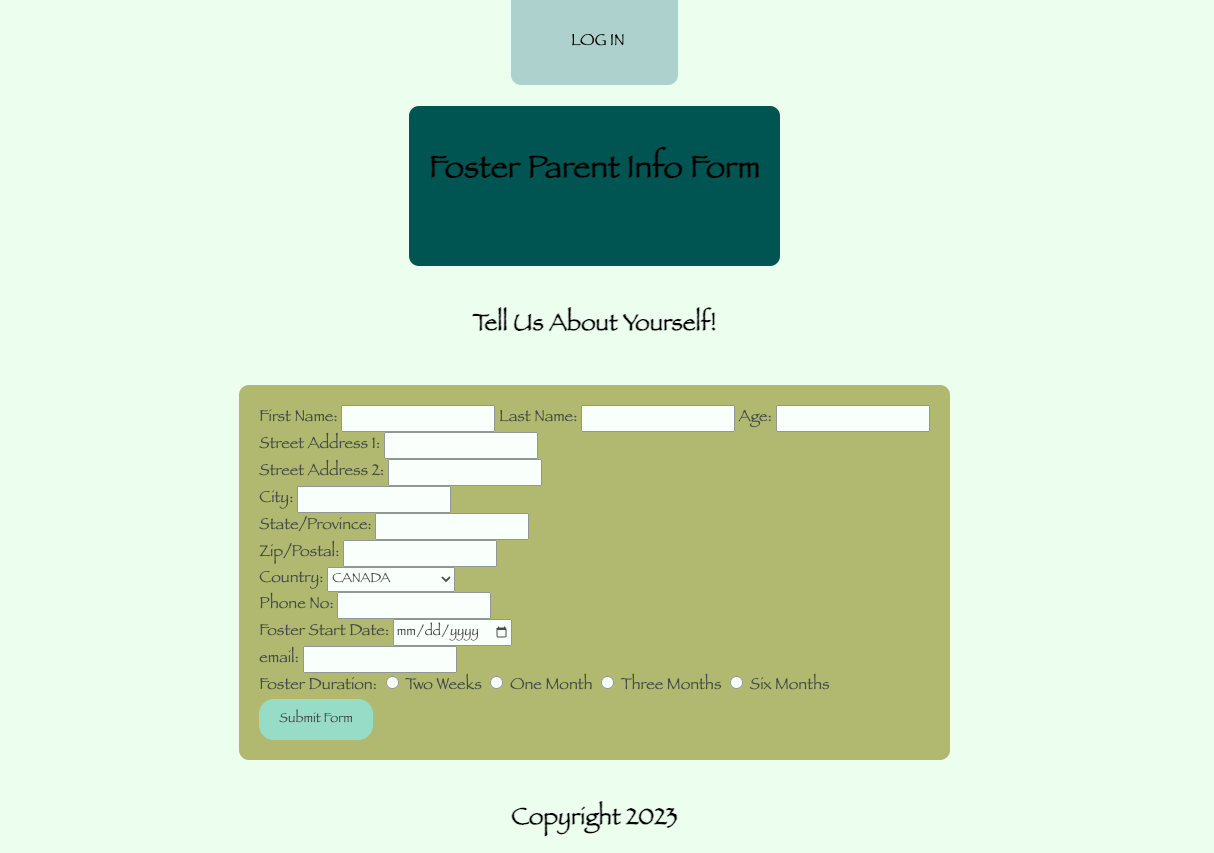 LOG IN
Foster Parent Info Form
Tell Us About Yourself!
First Name: Last Name: Age:
Street Address 1:
Street Address 2:
City:
State/Province:
Zip/Postal:
Country: CANADA
Phone No:
Foster Start Date: mm/dd/yyyy
email:
Foster Duration: Two Weeks One Month Three Months Six Months
Submit Form
Copyright 2023